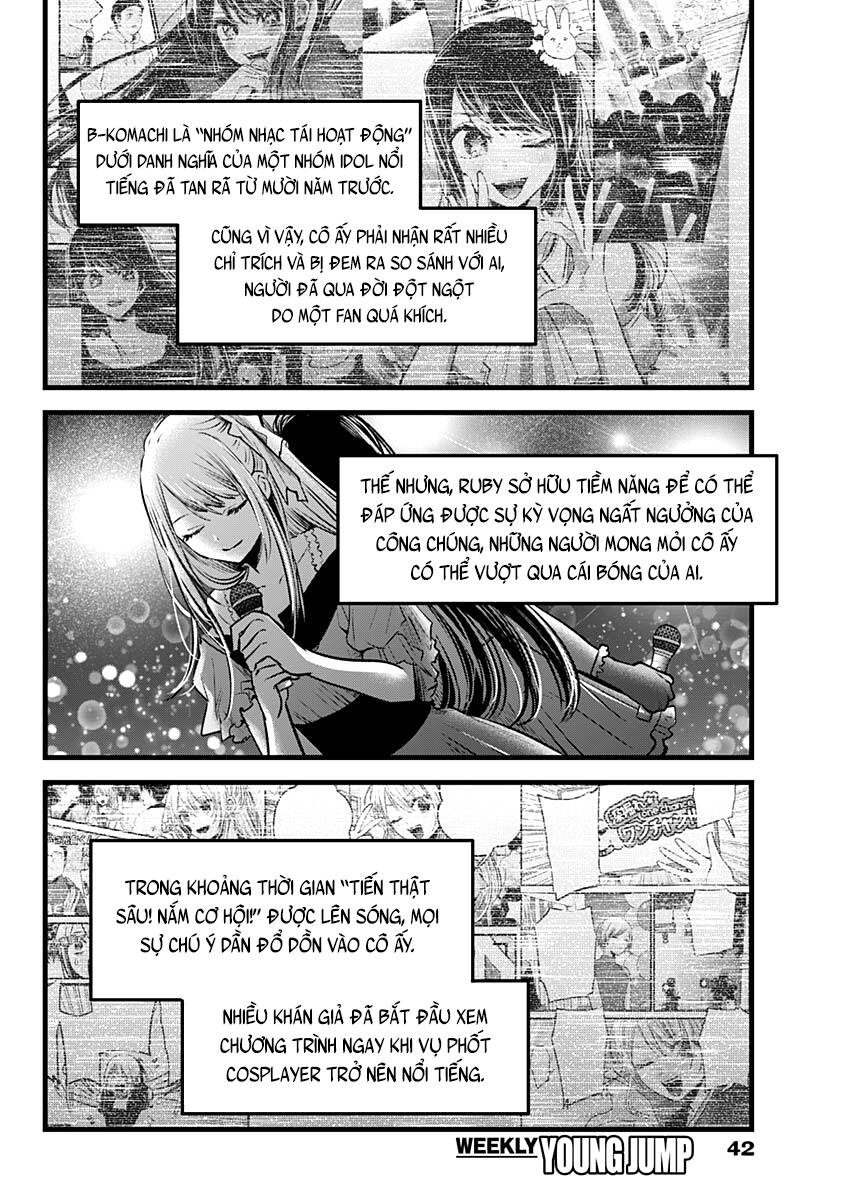 B-KOMACHI LÀ “NHÓM NHẠC TÁI HOẠT ĐỘNG”
DƯỚI DANH NGHĨA CỦA MỘT NHÓM IDOL NỔI
TIẾNG ĐÃ TAN RÃ TỪ MƯỜI NĂM TRƯỚC.
CŨNG VÌ VẬY, CÔ ẤY PHẢI NHẬN RẤT NHIỀU
CHỈ TRÍCH VÀ BỊ ĐEM RA SO SÁNH VỚI AI,
NGƯỜI ĐÃ QUA ĐỜI ĐỘT NGỘT
DO MỘT FAN QUÁ KHÍCH.
THẾ NHƯNG, RUBY SỞ HỮU TIỀM NĂNG ĐỂ CÓ THỂ
ĐÁP ỨNG ĐƯỢC SỰ KỲ VỌNG NGẤT NGƯỞNG CỦA
CÔNG CHÚNG, NHỮNG NGƯỜI MONG MỎI CÔ ẤY
CÓ THỂ VƯỢT QUA CÁI BÓNG CỦA AI.
TRONG KHOẢNG THỜI GIAN “TIẾN THẬT
SÂU! NẮM CƠ HỘI!” ĐƯỢC LÊN SÓNG, MỌI
SỰ CHÚ Ý DẦN ĐỔ DỒN VÀO CÔ ẤY.
NHIỀU KHÁN GIẢ ĐÃ BẮT ĐẦU XEM
CHƯƠNG TRÌNH NGAY KHI VỤ PHỐT
COSPLAYER TRỞ NÊN NỔI TIẾNG.
WEEKLY YOUNG JUMP 42